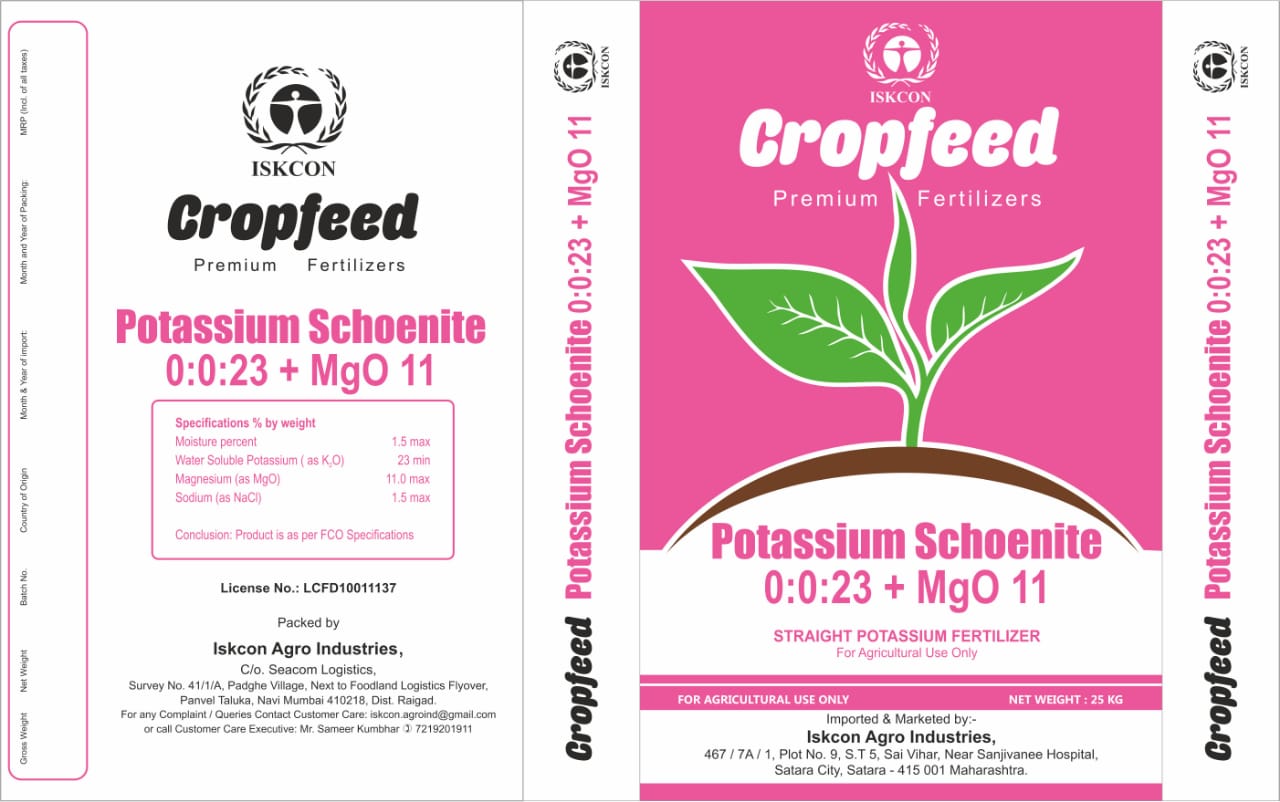 MRP (Incl. of all taxes)
Month and Year of Packing:
Month & Year of import:
Country of Origin
Batch No.
Net Weight
Gross Weight
ISKCON
Cropfeed
Premium Fertilizers
Potassium Schoenite
0:0:23 + MgO 11
Specifications % by weight
Moisture percent 1.5 max
Water Soluble Potassium ( as K₂O) 23 min
Magnesium (as MgO) 11.0 max
Sodium (as NaCl) 1.5 max
Conclusion: Product is as per FCO Specifications
License No.: LCFD10011137
Packed by
Iskcon Agro Industries,
C/o. Seacom Logistics,
Survey No. 41/1/A, Padghe Village, Next to Foodland Logistics Flyover,
Panvel Taluka, Navi Mumbai 410218, Dist. Raigad.
For any Complaint / Queries Contact Customer Care: iskcon.agroind@gmail.com
or call Customer Care Executive: Mr. Sameer Kumbhar ✆ 7219201911
ISKCON
Cropfeed Potassium Schoenite 0:0:23 + MgO 11
ISKCON
Cropfeed
Premium Fertilizers
Potassium Schoenite
0:0:23 + MgO 11
STRAIGHT POTASSIUM FERTILIZER
For Agricultural Use Only
FOR AGRICULTURAL USE ONLY NET WEIGHT : 25 KG
Imported & Marketed by:-
Iskcon Agro Industries,
467 / 7A / 1, Plot No. 9, S.T 5, Sai Vihar, Near Sanjivanee Hospital,
Satara City, Satara - 415 001 Maharashtra.
ISKCON
Cropfeed Potassium Schoenite 0:0:23 + MgO 11